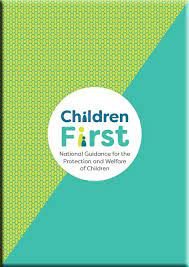 Children
First
National Guidance for the
Protection and Welfare
of Children